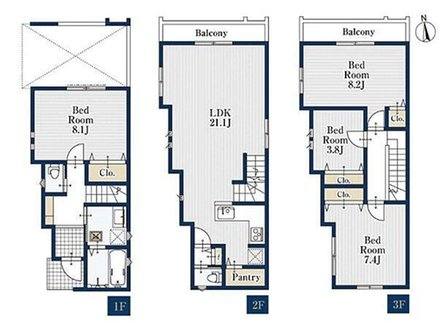 Bed
Room
8.1J
Clo.
1F
Balcony
LDK
21.1J
Pantry
2F
Balcony
Bed
Room
8.2J
Clo.
Bed
Room
3.8J
Clo.
Bed
Room
7.4J
3F
N